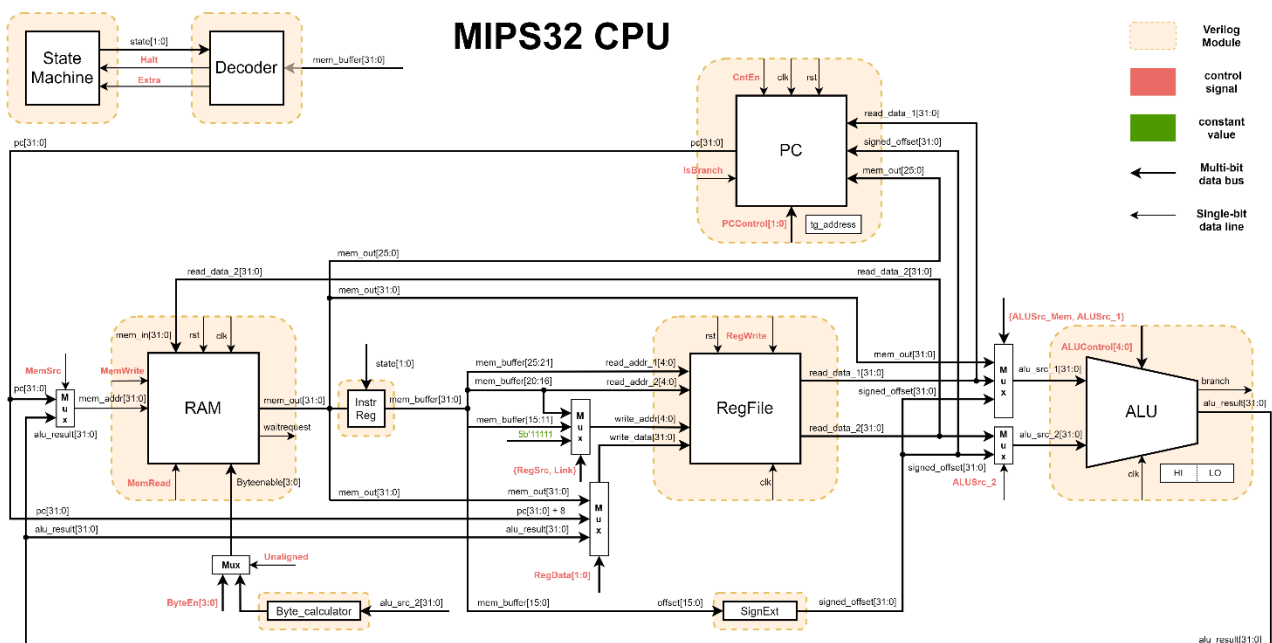 MIPS32 CPU
State
Machine
state[1:0]
Halt
Extra
Decoder
mem_buffer[31:0]
Verilog
Module
control
signal
constant
value
Multi-bit
data bus
Single-bit
data line
CntEn
clk
rst
PC
pc[31:0]
IsBranch
PCControl[1:0]
tg_address
read_data_1[31:0]
signed_offset[31:0]
mem_out[25:0]
pc[31:0]
mem_out[25:0]
read_data_2[31:0]
read_data_2[31:0]
mem_out[31:0]
MemSrc
pc[31:0]
Mux
alu_result[31:0]
mem_addr[31:0]
mem_in[31:0]
rst
clk
MemWrite
RAM
MemRead
mem_out[31:0]
waitrequest
Byteenable[3:0]
state[1:0]
Instr
Reg
mem_buffer[31:0]
mem_buffer[25:21]
read_addr_1[4:0]
mem_buffer[20:16]
read_addr_2[4:0]
mem_buffer[15:11]
5b'11111
Mux
write_addr[4:0]
write_data[31:0]
{RegSrc, Link}
rst
RegWrite
RegFile
clk
read_data_1[31:0]
read_data_2[31:0]
mem_out[31:0]
mem_out[31:0]
pc[31:0]
pc[31:0] + 8
alu_result[31:0]
alu_result[31:0]
Mux
RegData[1:0]
{ALUSrc_Mem, ALUSrc_1}
mem_out[31:0]
signed_offset[31:0]
Mux
alu_src_1[31:0]
Mux
alu_src_2[31:0]
signed_offset[31:0]
ALUSrc_2
ALUControl[4:0]
ALU
branch
alu_result[31:0]
clk
HI
LO
Mux
Unaligned
ByteEn[3:0]
Byte_calculator
alu_src_2[31:0]
mem_buffer[15:0]
offset[15:0]
SignExt
signed_offset[31:0]
alu_result[31:0]